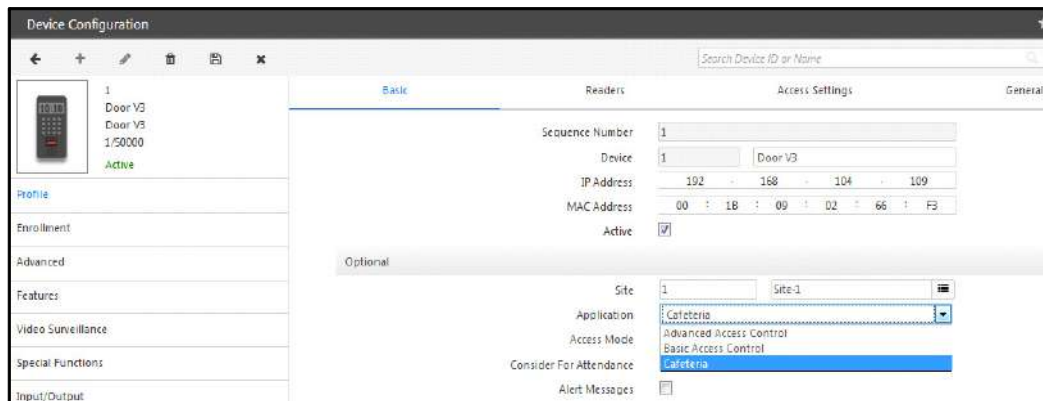 Device Configuration
Search Device ID or Name
1
Door V3
Door V3
1/50000
Active
Profile
Enrollment
Advanced
Features
Video Surveillance
Special Functions
Input/Output
Basic Readers Access Settings General
Sequence Number 1
Device 1 Door V3
IP Address 192 . 168 . 104 . 109
MAC Address 00 : 1B : 09 : 02 : 66 : F3
Active
Optional
Site 1 Site-1
Application Cafeteria
Access Mode Advanced Access Control
Basic Access Control
Consider For Attendance Cafeteria
Alert Messages